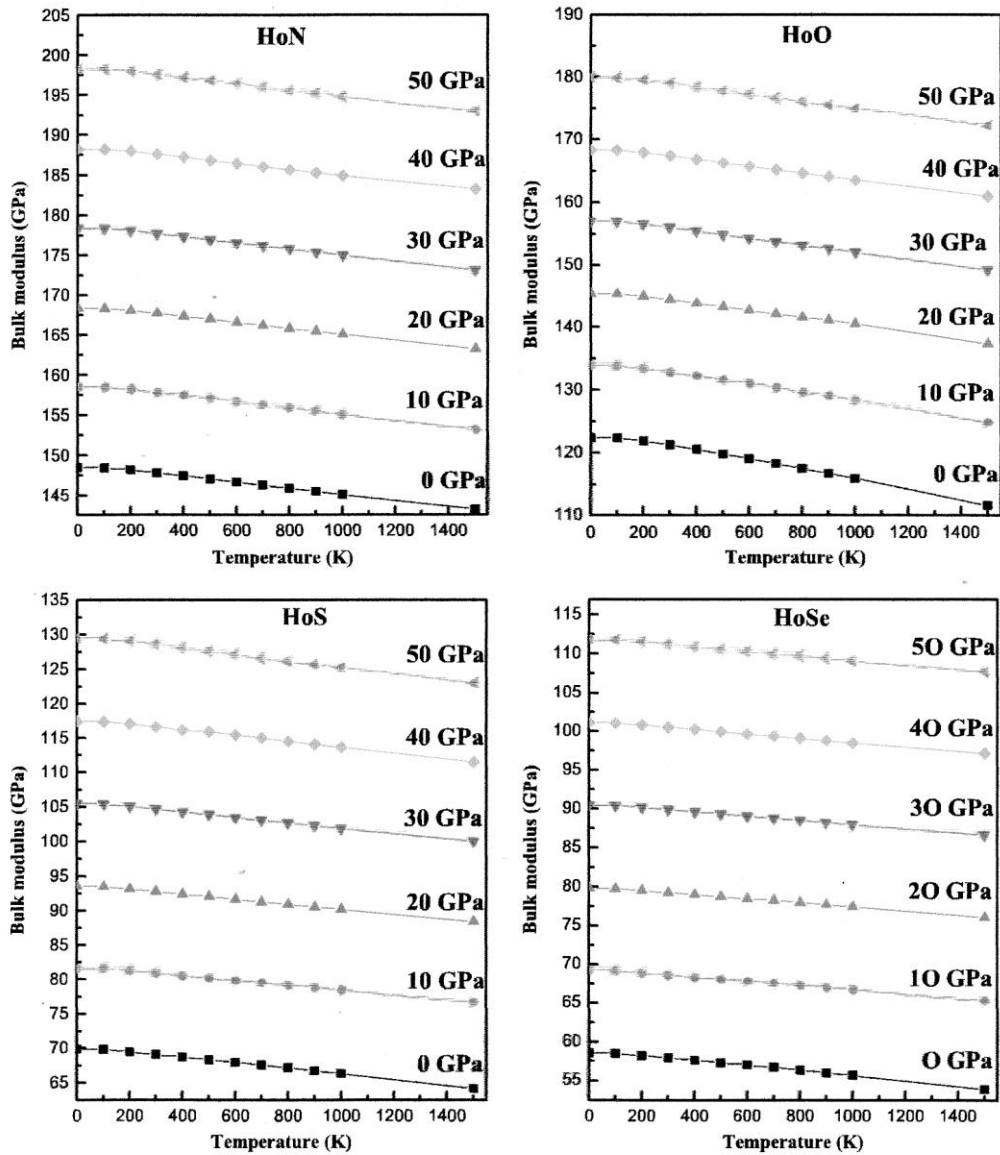 HoN
205
200
195
190
185
180
175
170
165
160
155
150
145
50 GPa
40 GPa
30 GPa
20 GPa
10 GPa
0 GPa
0 200 400 600 800 1000 1200 1400
Bulk modulus (GPa)
Temperature (K)
HoO
190
180
170
160
150
140
130
120
110
50 GPa
40 GPa
30 GPa
20 GPa
10 GPa
0 GPa
0 200 400 600 800 1000 1200 1400
Bulk modulus (GPa)
Temperature (K)
HoS
135
130
125
120
115
110
105
100
95
90
85
80
75
70
65
50 GPa
40 GPa
30 GPa
20 GPa
10 GPa
0 GPa
0 200 400 600 800 1000 1200 1400
Bulk modulus (GPa)
Temperature (K)
HoSe
115
110
105
100
95
90
85
80
75
70
65
60
55
5O GPa
4O GPa
3O GPa
2O GPa
1O GPa
O GPa
0 200 400 600 800 1000 1200 1400
Bulk modulus (GPa)
Temperature (K)